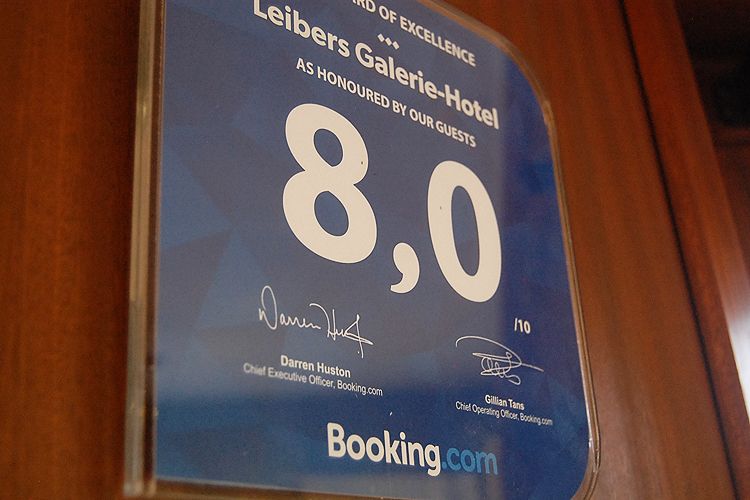 RD OF EXCELLENCE
Leibers Galerie-Hotel
AS HONOURED BY OUR GUESTS
8,0
/10
Darren Huston
Chief Executive Officer, Booking.com
Gillian Tans
Chief Operating Officer, Booking.com
Booking.com